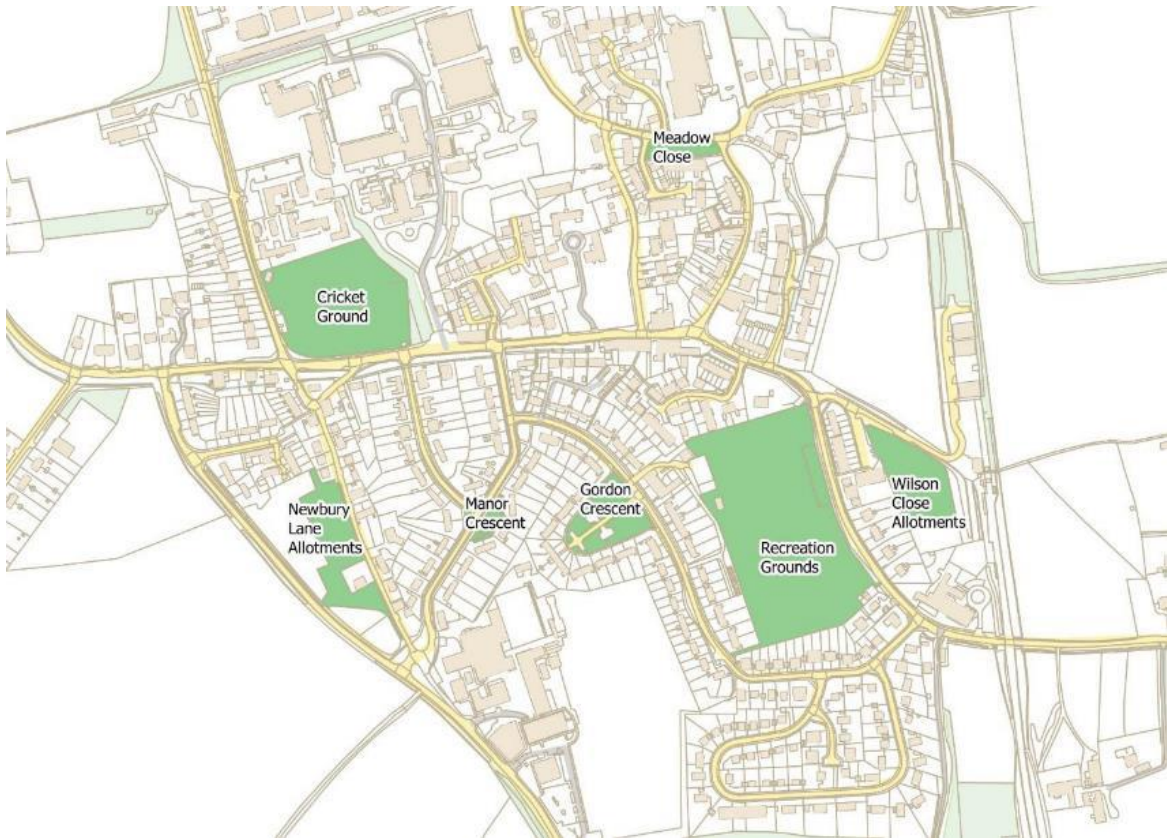 Meadow
Close
Cricket
Ground
Manor
Crescent
Gordon
Crescent
Newbury
Lane
Allotments
Wilson
Close
Allotments
Recreation
Grounds